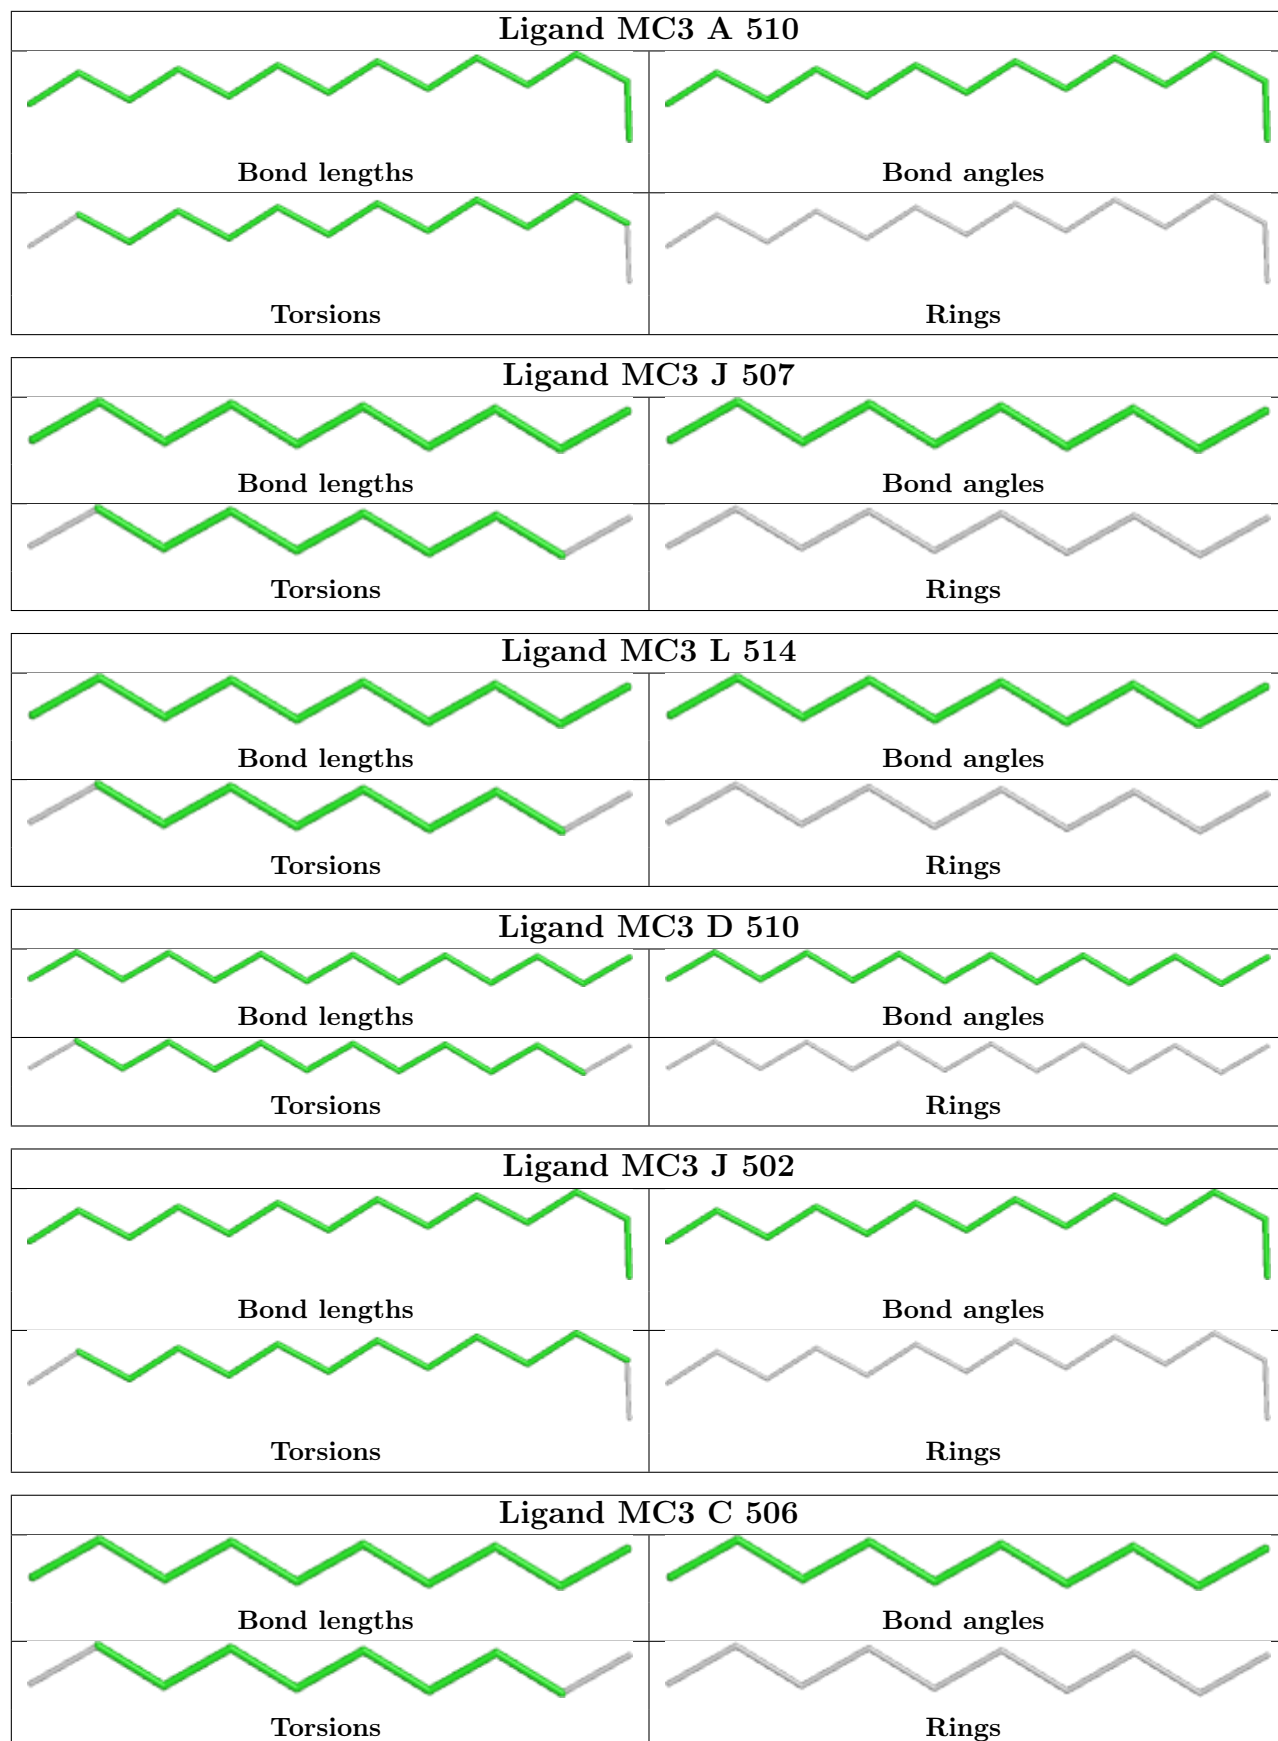 Ligand MC3 A 510
Bond lengths Bond angles
Torsions Rings
Ligand MC3 J 507
Bond lengths Bond angles
Torsions Rings
Ligand MC3 L 514
Bond lengths Bond angles
Torsions Rings
Ligand MC3 D 510
Bond lengths Bond angles
Torsions Rings
Ligand MC3 J 502
Bond lengths Bond angles
Torsions Rings
Ligand MC3 C 506
Bond lengths Bond angles
Torsions Rings